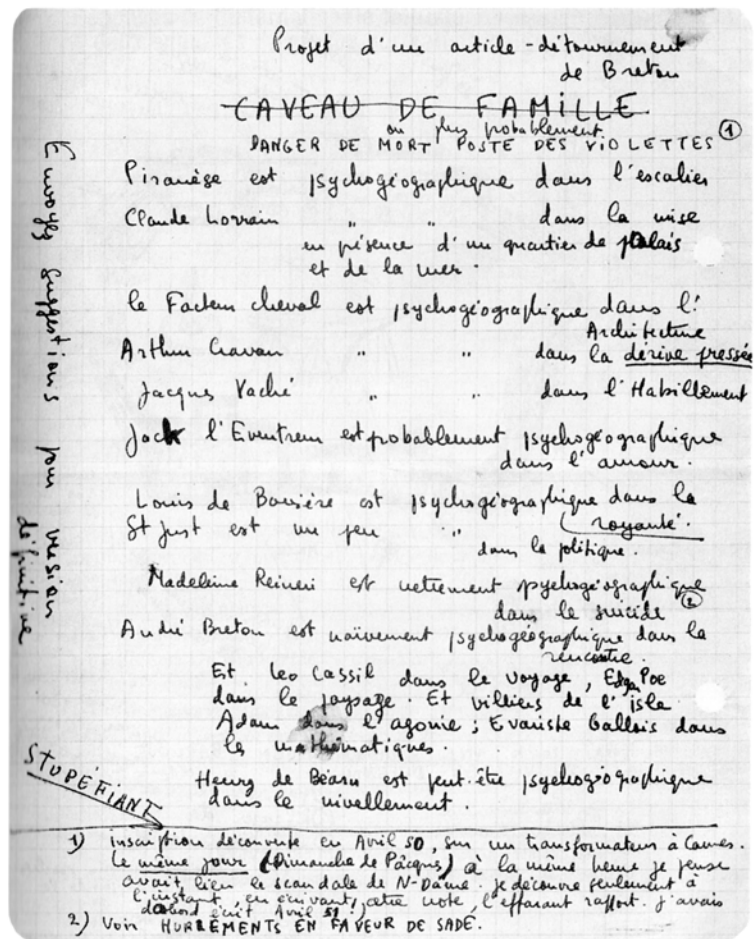 Projet d'un article-détournement
de Breton
CAVEAU DE FAMILLE
ou plus probablement
DANGER DE MORT POSTE DES VIOLETTES ①
Piranèse est psychogéographique dans l'escalier
Claude Lorrain " " dans la mise
en présence d'un quartier de palais
et de la mer.
le Facteur cheval est psychogéographique dans l'
Architecture
Arthur Cravan " " dans la dérive pressée
Jacques Vaché " " dans l'Habillement
Jack l'Eventreur est probablement psychogéographique
dans l'amour.
Louis de Bavière est psychogéographique dans la
royauté.
St Just est un peu " dans la politique.
Madeleine Reineri est nettement psychogéographique
dans le suicide ②
André Breton est naïvement psychogéographique dans la
rencontre.
Et Leo Cassil dans le voyage, Edgar Poe
dans le paysage. Et Villiers de l'isle
Adam dans l'agonie ; Evariste Gallois dans
les mathématiques.
Henry de Béarn est peut-être psychogéographique
dans le nivellement.
Envoyez suggestions pour version
définitive
STUPÉFIANT
1) inscription découverte en Avril 50, sur un transformateur à Cannes.
Le même jour (Dimanche de Pâques) à la même heure je pense
avait lieu le scandale de N-Dame. je découvre seulement à
l'instant, en écrivant cette note, l'effarant rapport. j'avais
d'abord écrit Avril 51 !)
2) Voir HURLEMENTS EN FAVEUR DE SADE.